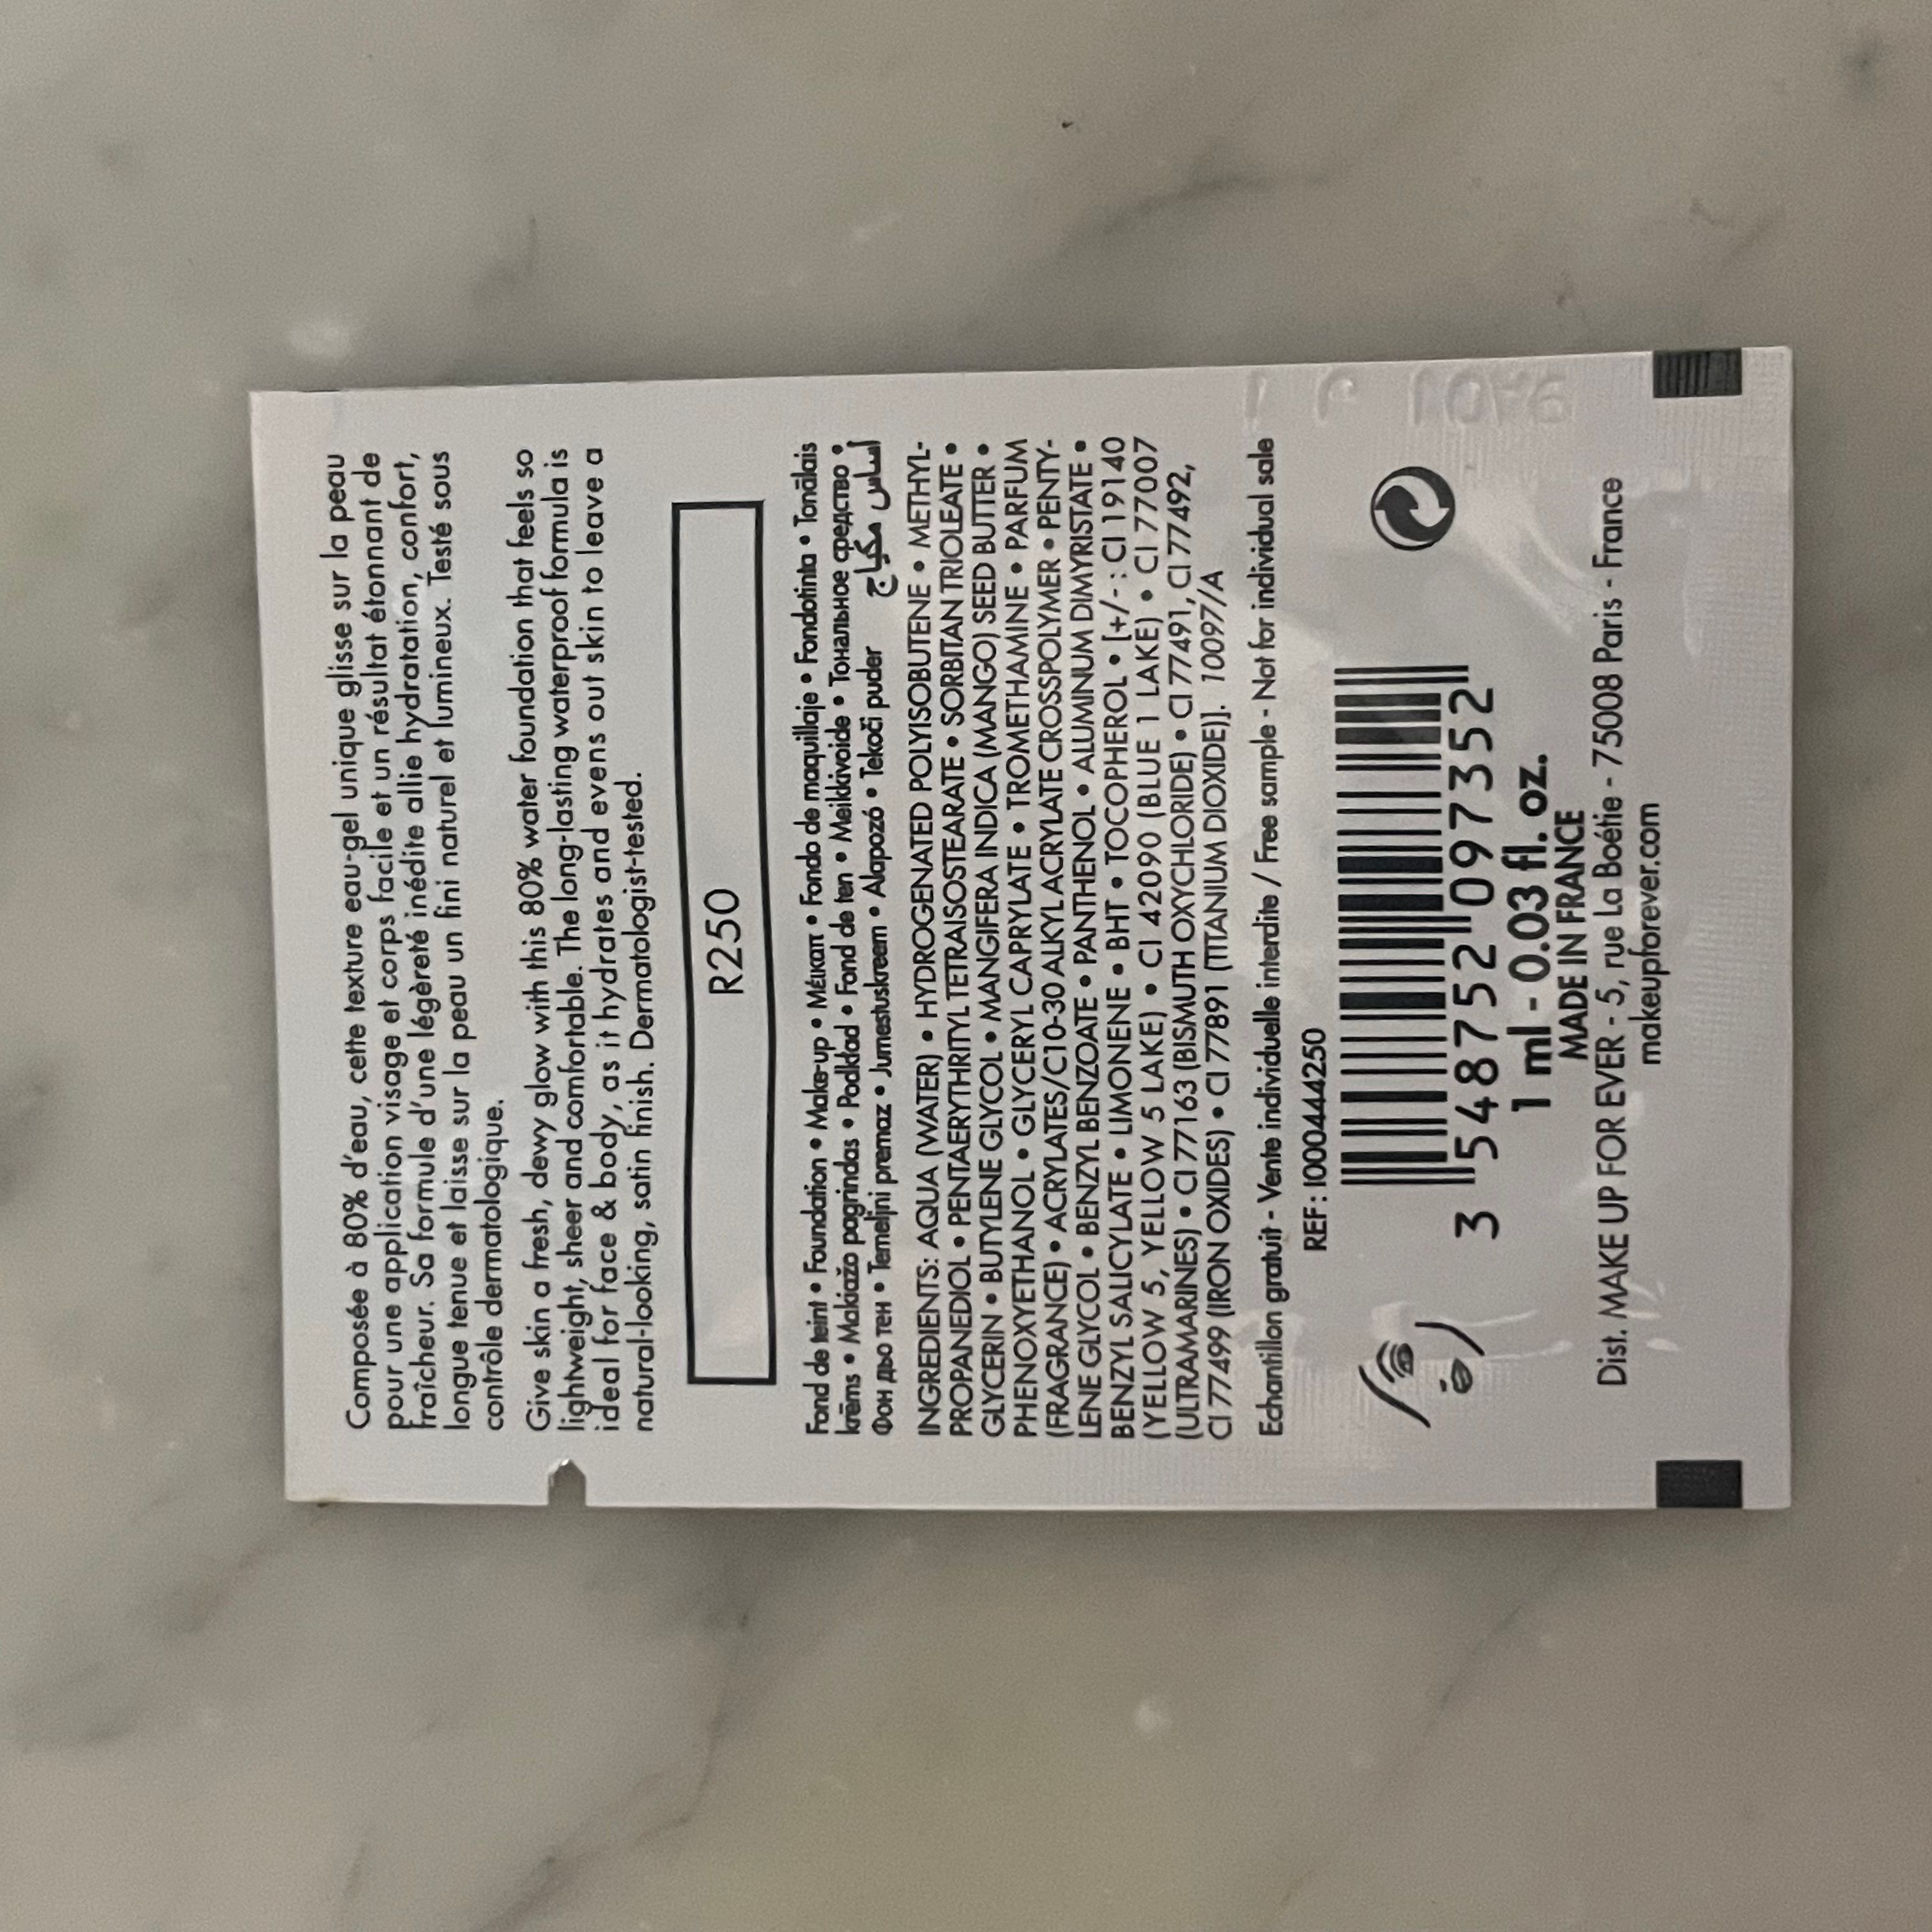 Composée à 80% d'eau, cette texture eau-gel unique glisse sur la peau
pour une application visage et corps facile et un résultat étonnant de
fraîcheur. Sa formule d'une légèreté inédite allie hydratation, confort,
longue tenue et laisse sur la peau un fini naturel et lumineux. Testé sous
contrôle dermatologique.
Give skin a fresh, dewy glow with this 80% water foundation that feels so
lightweight, sheer and comfortable. The long-lasting waterproof formula is
ideal for face & body, as it hydrates and evens out skin to leave a
natural-looking, satin finish. Dermatologist-tested.
R250
Fond de teint • Foundation • Make-up • Μέικαπ • Fondo de maquillaje • Fondotinta • Tonālais
krēms • Makiažo pagrindas • Podkład • Fond de ten • Meikkivoide • Тональное средство •
Фон дьо тен • Temeljni premaz • Jumestuskreem • Alapozó • Tekoči puder أساس مكياج
INGREDIENTS: AQUA (WATER) • HYDROGENATED POLYISOBUTENE • METHYL-
PROPANEDIOL • PENTAERYTHRITYL TETRAISOSTEARATE • SORBITAN TRIOLEATE •
GLYCERIN • BUTYLENE GLYCOL • MANGIFERA INDICA (MANGO) SEED BUTTER •
PHENOXYETHANOL • GLYCERYL CAPRYLATE • TROMETHAMINE • PARFUM
(FRAGRANCE) • ACRYLATES/C10-30 ALKYL ACRYLATE CROSSPOLYMER • PENTY-
LENE GLYCOL • BENZYL BENZOATE • PANTHENOL • ALUMINUM DIMYRISTATE •
BENZYL SALICYLATE • LIMONENE • BHT • TOCOPHEROL • [+/- : CI 19140
(YELLOW 5, YELLOW 5 LAKE) • CI 42090 (BLUE 1 LAKE) • CI 77007
(ULTRAMARINES) • CI 77163 (BISMUTH OXYCHLORIDE) • CI 77491, CI 77492,
CI 77499 (IRON OXIDES) • CI 77891 (TITANIUM DIOXIDE)]. 10097/A
Echantillon gratuit - Vente individuelle interdite / Free sample - Not for individual sale
REF : I000444250
3 548752 097352
1 ml - 0.03 fl. oz.
MADE IN FRANCE
Dist. MAKE UP FOR EVER - 5, rue La Boétie - 75008 Paris - France
makeupforever.com